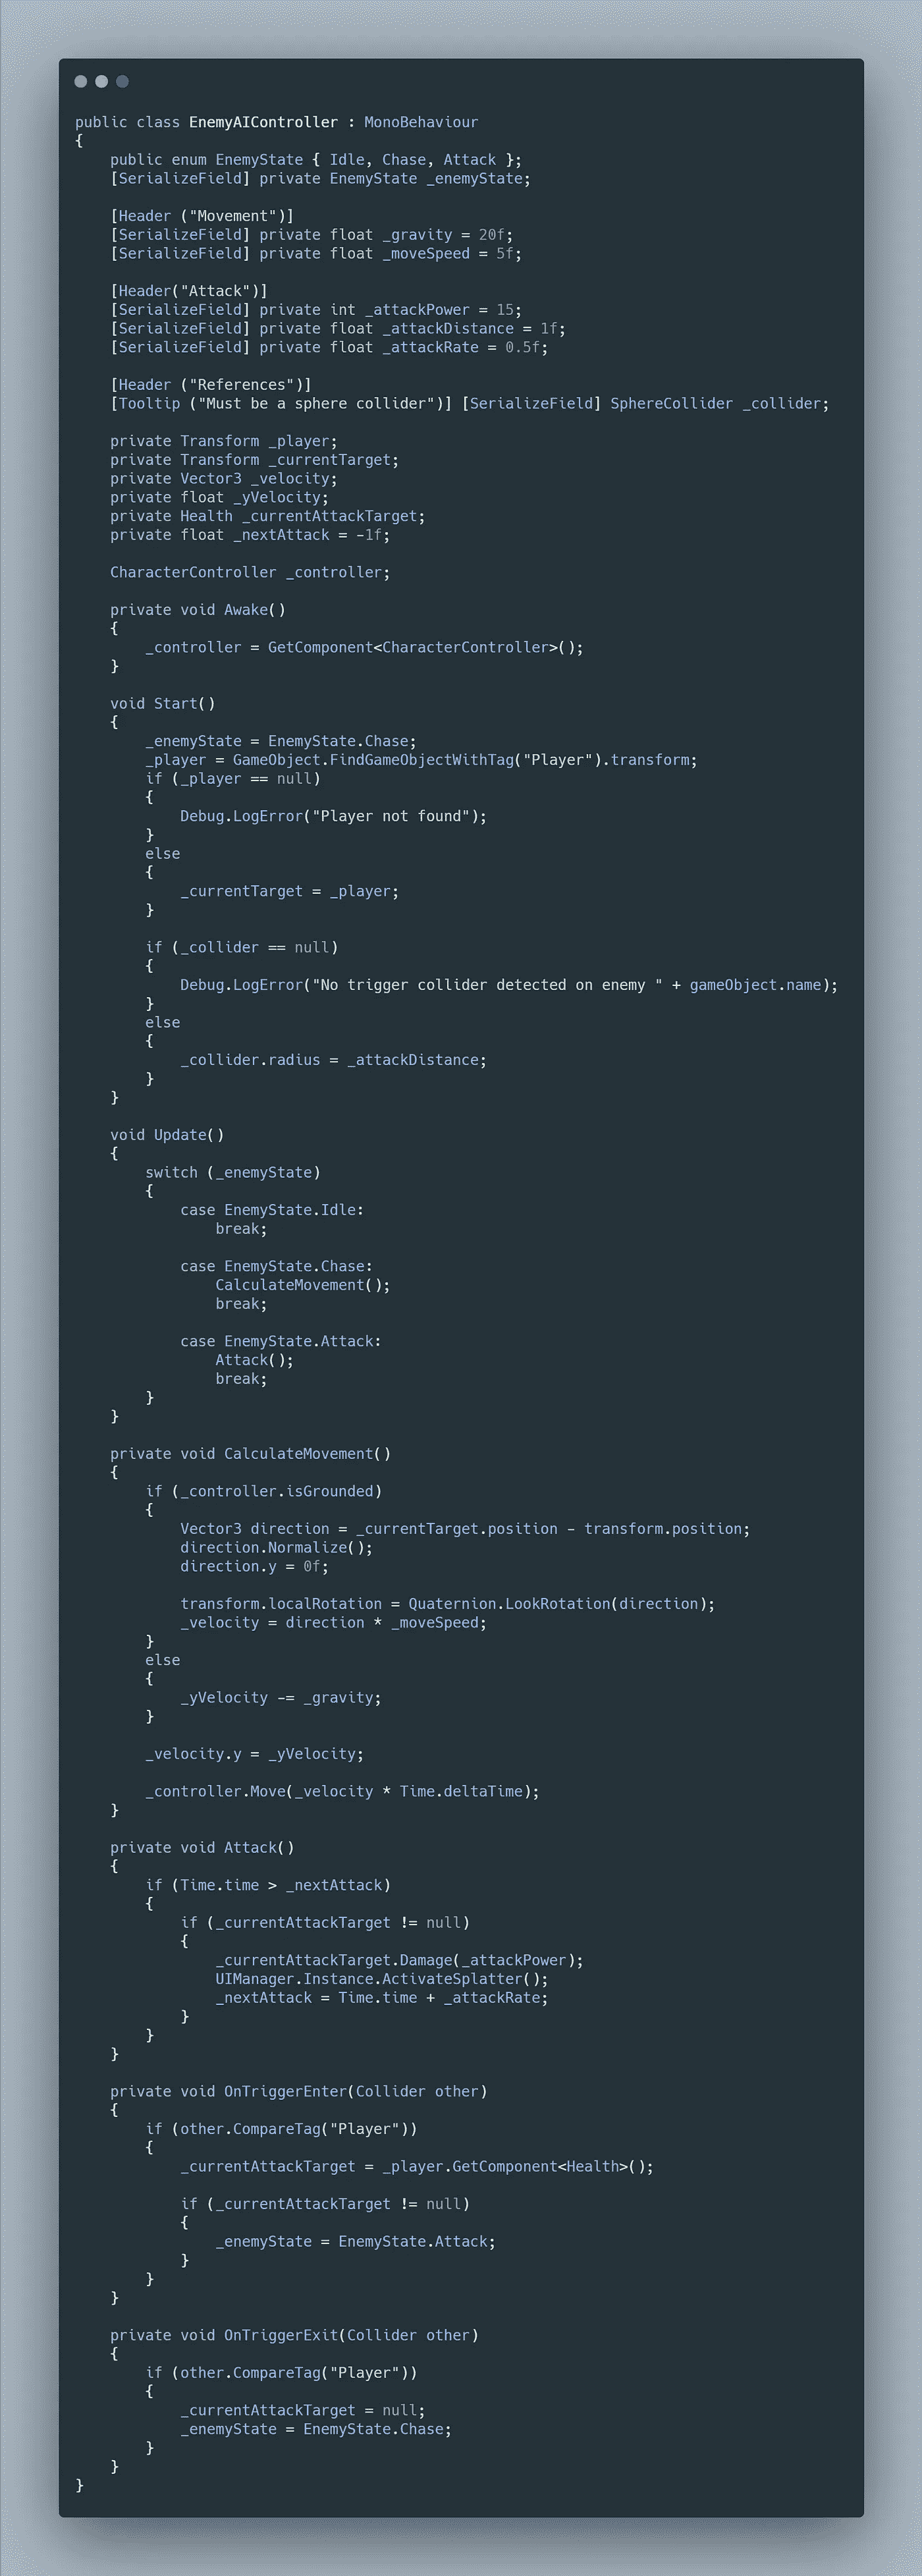 public class EnemyAIController : MonoBehaviour
{
    public enum EnemyState { Idle, Chase, Attack };
    [SerializeField] private EnemyState _enemyState;

    [Header ("Movement")]
    [SerializeField] private float _gravity = 20f;
    [SerializeField] private float _moveSpeed = 5f;

    [Header("Attack")]
    [SerializeField] private int _attackPower = 15;
    [SerializeField] private float _attackDistance = 1f;
    [SerializeField] private float _attackRate = 0.5f;

    [Header ("References")]
    [Tooltip ("Must be a sphere collider")] [SerializeField] SphereCollider _collider;

    private Transform _player;
    private Transform _currentTarget;
    private Vector3 _velocity;
    private float _yVelocity;
    private Health _currentAttackTarget;
    private float _nextAttack = -1f;

    CharacterController _controller;

    private void Awake()
    {
        _controller = GetComponent<CharacterController>();
    }

    void Start()
    {
        _enemyState = EnemyState.Chase;
        _player = GameObject.FindGameObjectWithTag("Player").transform;
        if (_player == null)
        {
            Debug.LogError("Player not found");
        }
        else
        {
            _currentTarget = _player;
        }

        if (_collider == null)
        {
            Debug.LogError("No trigger collider detected on enemy " + gameObject.name);
        }
        else
        {
            _collider.radius = _attackDistance;
        }
    }

    void Update()
    {
        switch (_enemyState)
        {
            case EnemyState.Idle:
                break;

            case EnemyState.Chase:
                CalculateMovement();
                break;

            case EnemyState.Attack:
                Attack();
                break;
        }
    }

    private void CalculateMovement()
    {
        if (_controller.isGrounded)
        {
            Vector3 direction = _currentTarget.position - transform.position;
            direction.Normalize();
            direction.y = 0f;

            transform.localRotation = Quaternion.LookRotation(direction);
            _velocity = direction * _moveSpeed;
        }
        else
        {
            _yVelocity -= _gravity;
        }

        _velocity.y = _yVelocity;

        _controller.Move(_velocity * Time.deltaTime);
    }

    private void Attack()
    {
        if (Time.time > _nextAttack)
        {
            if (_currentAttackTarget != null)
            {
                _currentAttackTarget.Damage(_attackPower);
                UIManager.Instance.ActivateSplatter();
                _nextAttack = Time.time + _attackRate;
            }
        }
    }

    private void OnTriggerEnter(Collider other)
    {
        if (other.CompareTag("Player"))
        {
            _currentAttackTarget = _player.GetComponent<Health>();

            if (_currentAttackTarget != null)
            {
                _enemyState = EnemyState.Attack;
            }
        }
    }

    private void OnTriggerExit(Collider other)
    {
        if (other.CompareTag("Player"))
        {
            _currentAttackTarget = null;
            _enemyState = EnemyState.Chase;
        }
    }
}